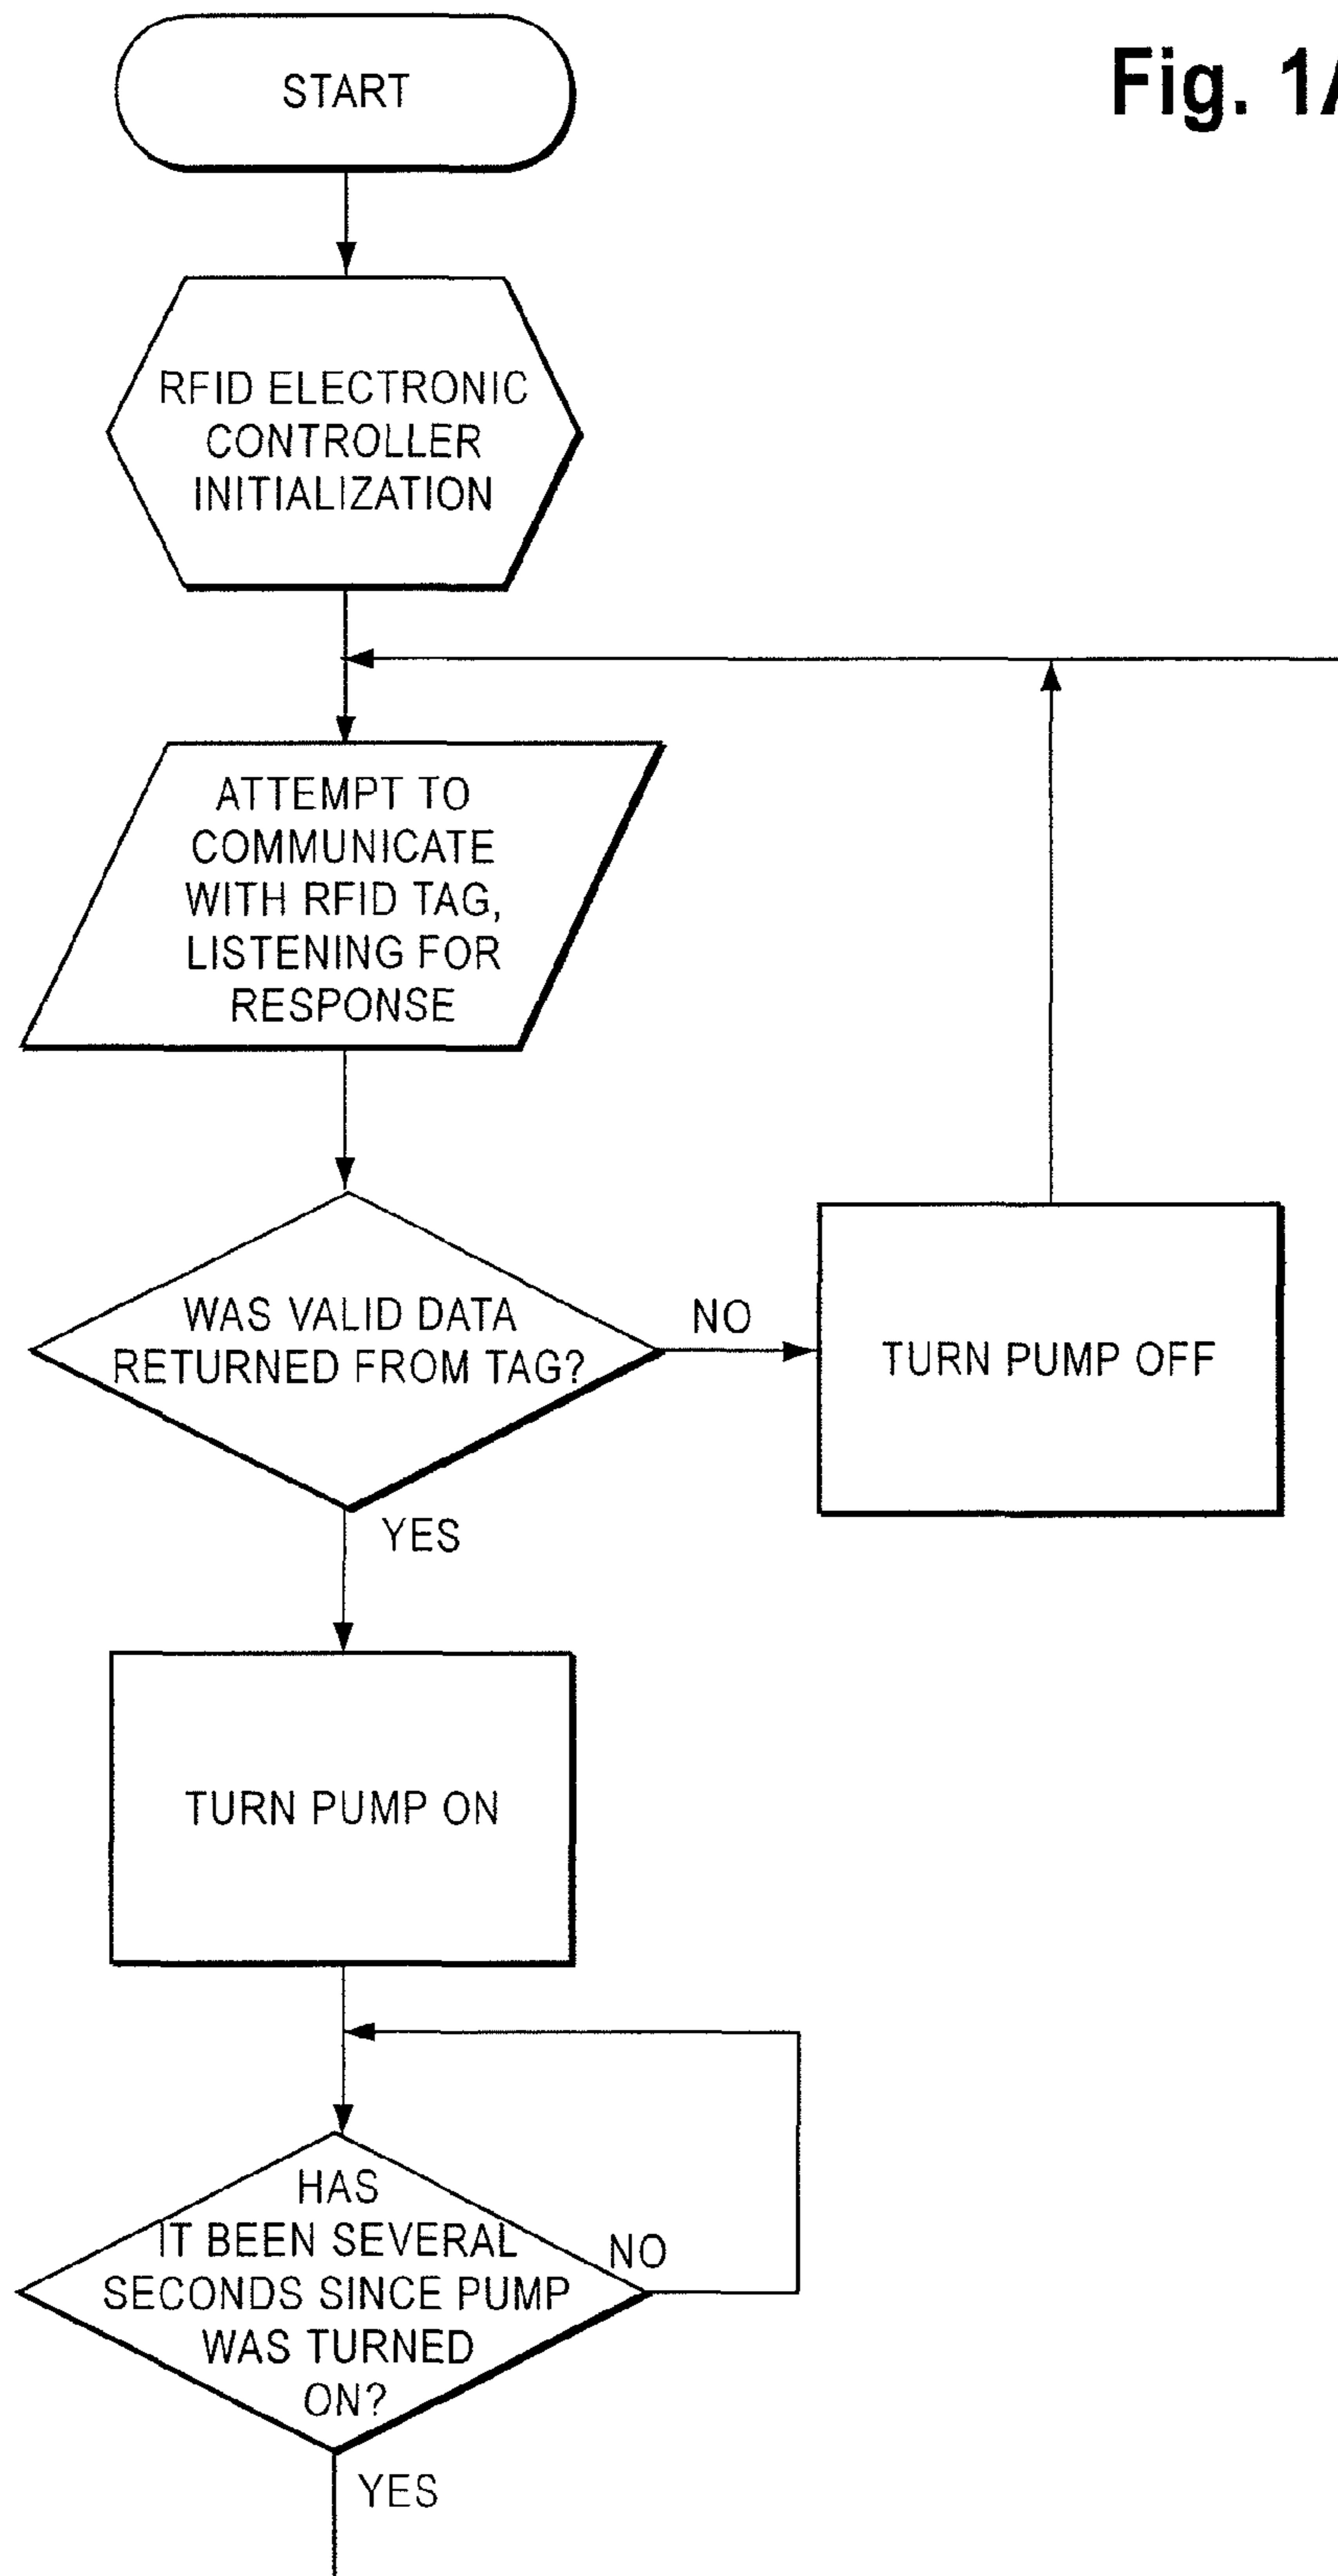 Fig. 1A
START
RFID ELECTRONIC
CONTROLLER
INITIALIZATION
ATTEMPT TO
COMMUNICATE
WITH RFID TAG,
LISTENING FOR
RESPONSE
WAS VALID DATA
RETURNED FROM TAG?
NO
TURN PUMP OFF
YES
TURN PUMP ON
HAS
IT BEEN SEVERAL
SECONDS SINCE PUMP
WAS TURNED
ON?
NO
YES